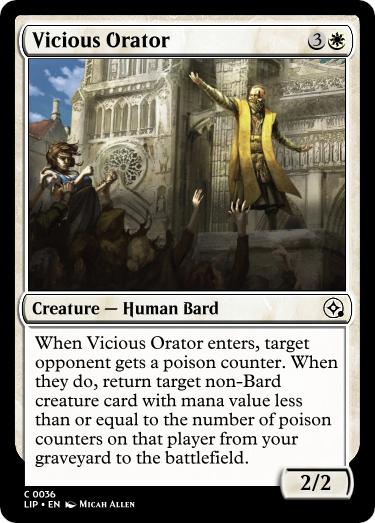 Vicious Orator 3
Creature — Human Bard
When Vicious Orator enters, target
opponent gets a poison counter. When
they do, return target non-Bard
creature card with mana value less
than or equal to the number of poison
counters on that player from your
graveyard to the battlefield.
2/2
C 0036
LIP • EN Micah Allen